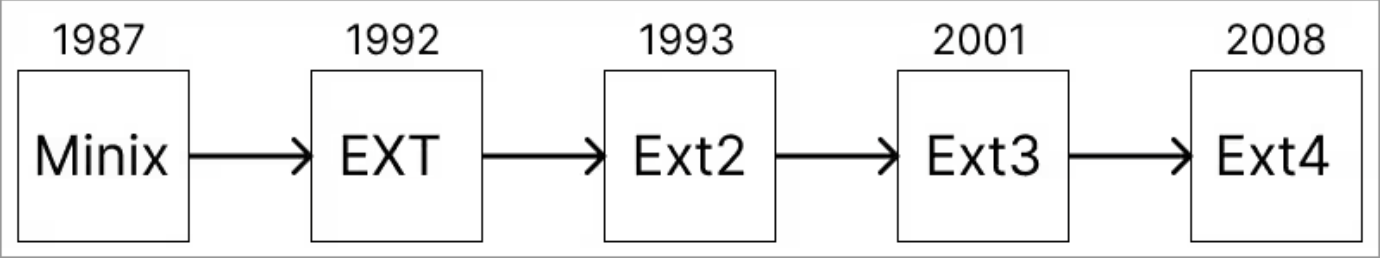 1987 1992 1993 2001 2008
Minix EXT Ext2 Ext3 Ext4